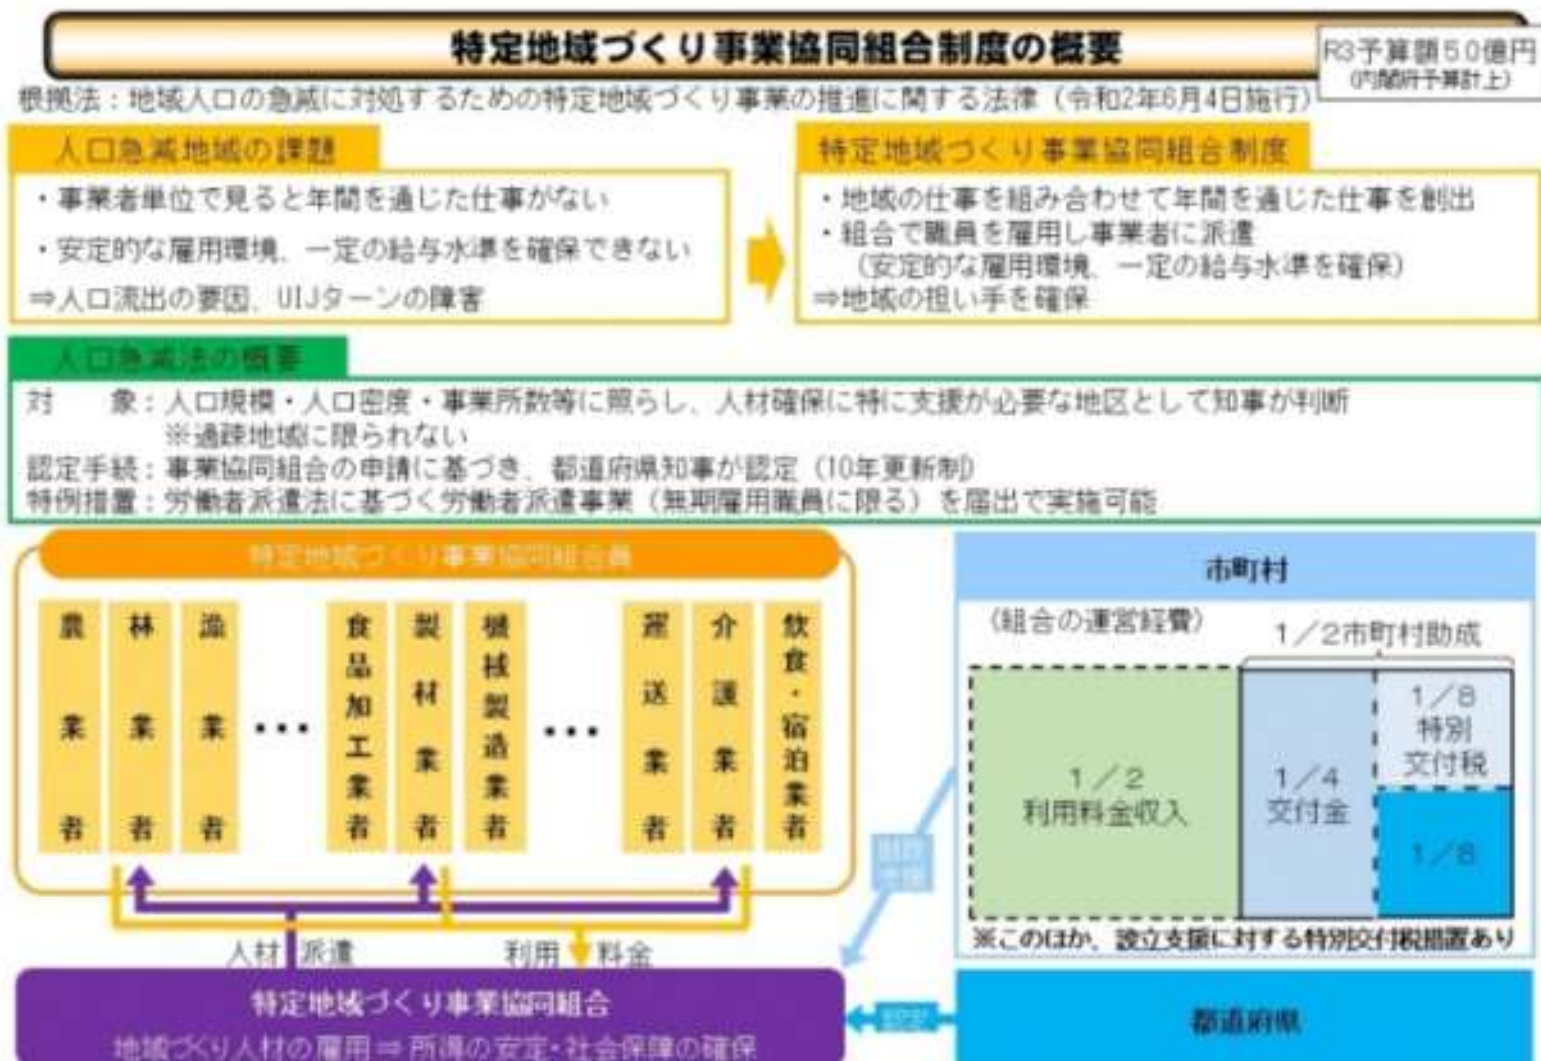 特定地域づくり事業協同組合制度の概要
R3予算額50億円
(内閣府予算計上)
根拠法：地域人口の急減に対処するための特定地域づくり事業の推進に関する法律（令和2年6月4日施行）
人口急減地域の課題
・事業者単位で見ると年間を通じた仕事がない
・安定的な雇用環境、一定の給与水準を確保できない
⇒人口流出の要因、UIJターンの障害
特定地域づくり事業協同組合制度
・地域の仕事を組み合わせて年間を通じた仕事を創出
・組合で職員を雇用し事業者に派遣
（安定的な雇用環境、一定の給与水準を確保）
⇒地域の担い手を確保
人口急減法の概要
対　　象：人口規模・人口密度・事業所数等に照らし、人材確保に特に支援が必要な地区として知事が判断
※過疎地域に限られない
認定手続：事業協同組合の申請に基づき、都道府県知事が認定（10年更新制）
特例措置：労働者派遣法に基づく労働者派遣事業（無期雇用職員に限る）を届出で実施可能
特定地域づくり事業協同組合員
農業者
林業者
漁業者
・・・
食品加工業者
製材業者
機械製造業者
・・・
運送業者
介護業者
飲食・宿泊業者
人材派遣
利用料金
特定地域づくり事業協同組合
地域づくり人材の雇用⇒所得の安定・社会保障の確保
市町村
（組合の運営経費）
1／2市町村助成
1／2
利用料金収入
1／4
交付金
1／8
特別
交付税
1／8
※このほか、設立支援に対する特別交付税措置あり
認定
都道府県